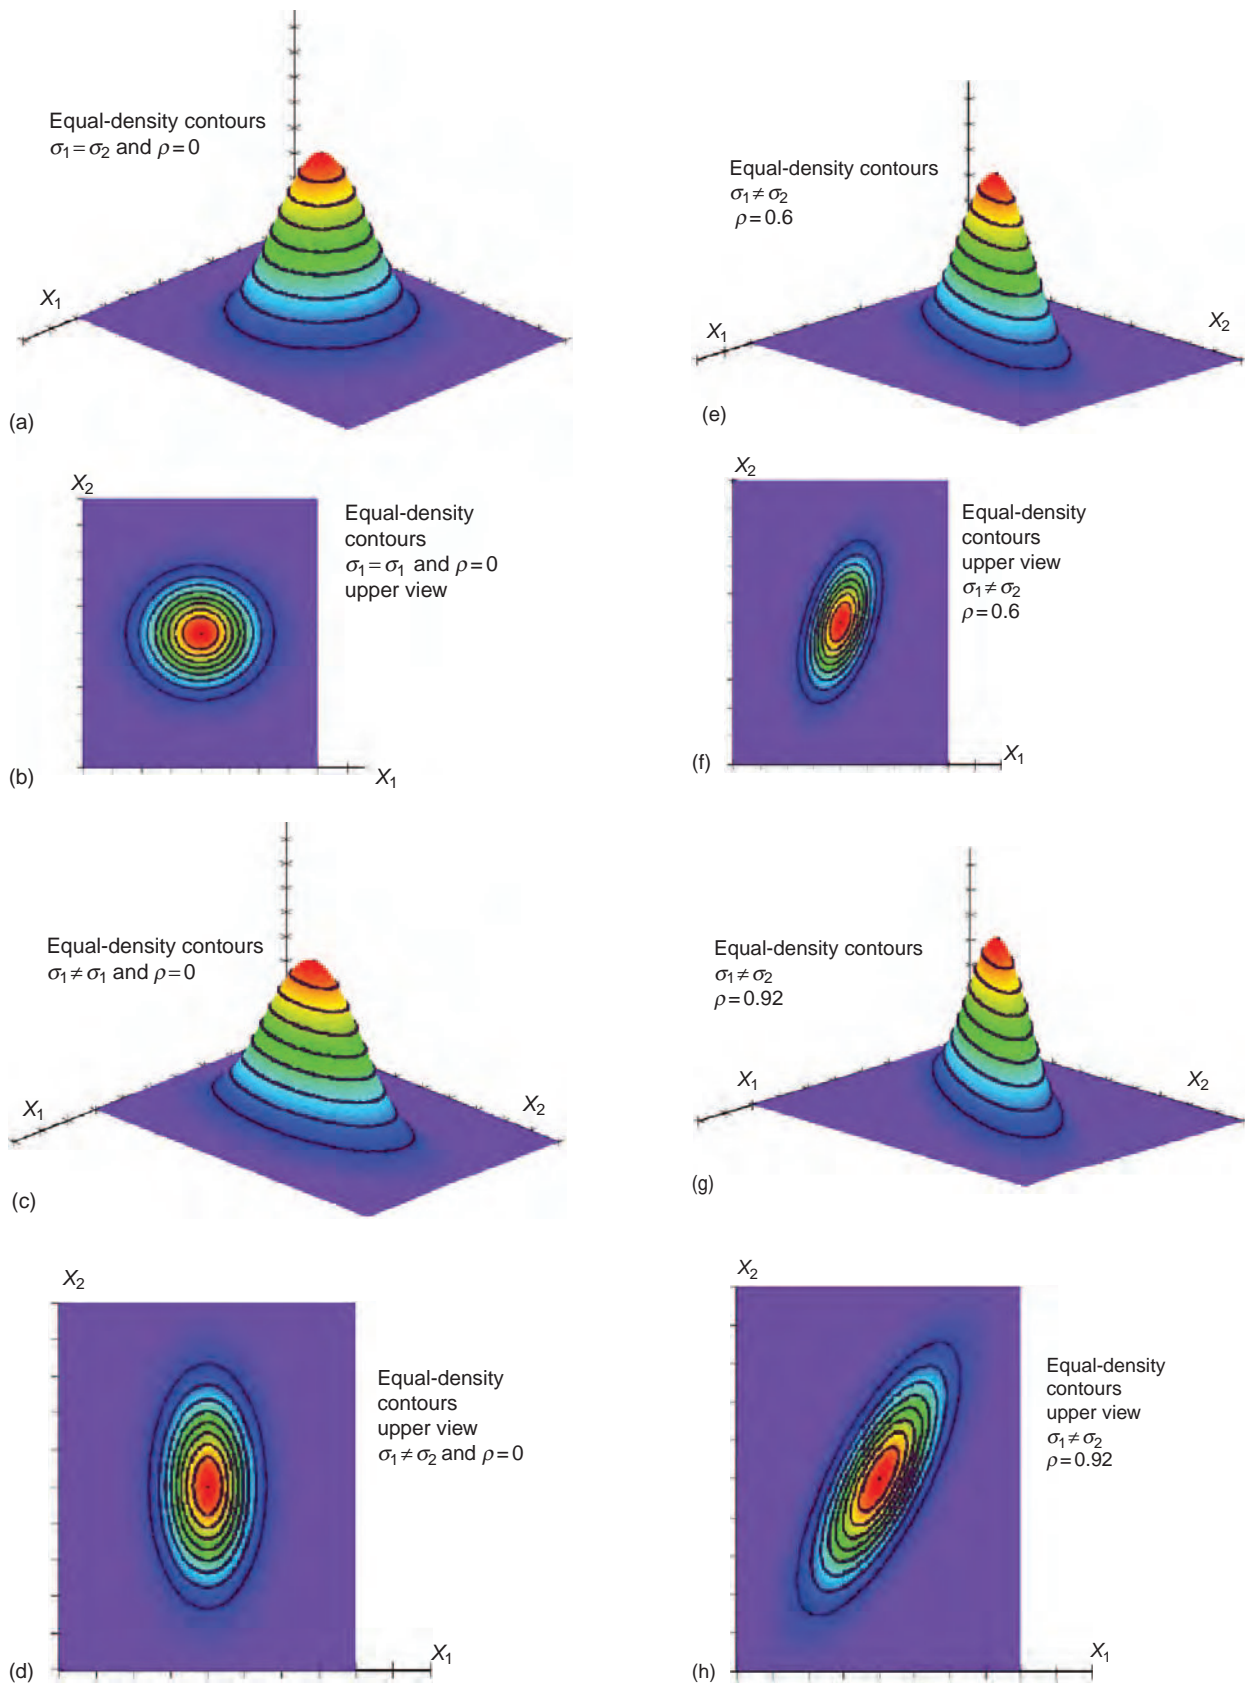 Equal-density contours
σ1 = σ2 and ρ = 0
X1
(a)
X2
Equal-density
contours
σ1 = σ1 and ρ = 0
upper view
(b)
X1
Equal-density contours
σ1 ≠ σ1 and ρ = 0
X1
X2
(c)
X2
Equal-density
contours
upper view
σ1 ≠ σ2 and ρ = 0
X1
(d)
Equal-density contours
σ1 ≠ σ2
ρ = 0.6
X1
X2
(e)
X2
Equal-density
contours
upper view
σ1 ≠ σ2
ρ = 0.6
(f)
X1
Equal-density contours
σ1 ≠ σ2
ρ = 0.92
X1
X2
(g)
X2
Equal-density
contours
upper view
σ1 ≠ σ2
ρ = 0.92
X1
(h)